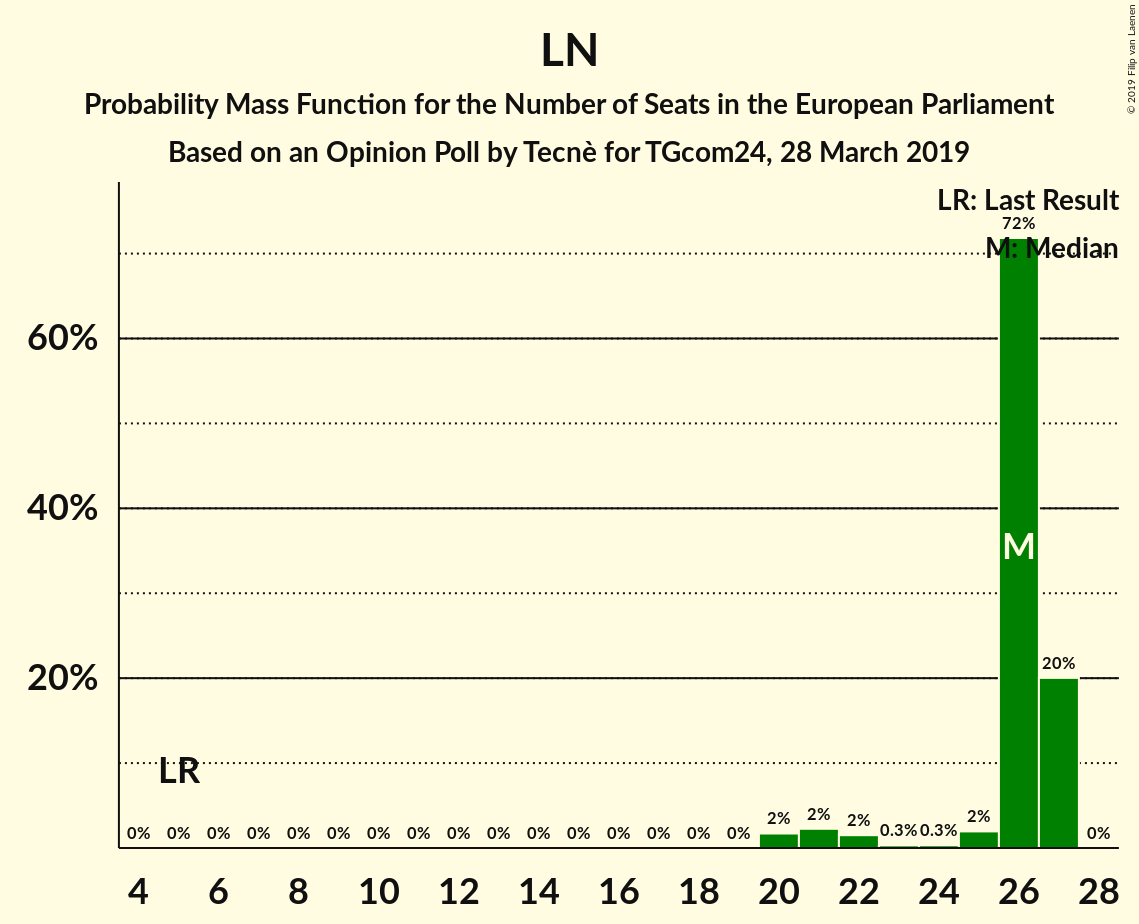 LN
Probability Mass Function for the Number of Seats in the European Parliament
Based on an Opinion Poll by Tecnè for TGcom24, 28 March 2019
© 2019 Filip van Laenen
LR: Last Result
72%
M: Median
60%
40%
M
20%
20%
LR
0% 0% 0% 0% 0% 0% 0% 0% 0% 0% 0% 0% 0% 0% 0% 0% 2% 2% 2% 0.3% 0.3% 2% 0%
4 6 8 10 12 14 16 18 20 22 24 26 28